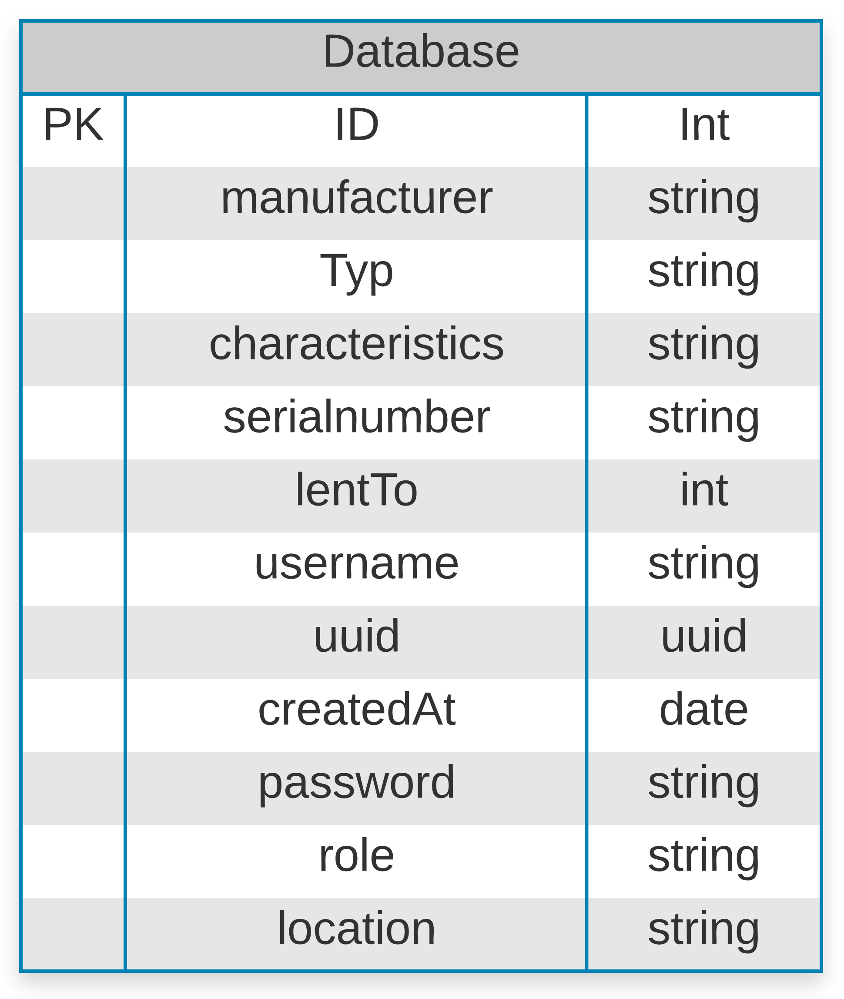 Database
PK ID Int
manufacturer string
Typ string
characteristics string
serialnumber string
lentTo int
username string
uuid uuid
createdAt date
password string
role string
location string